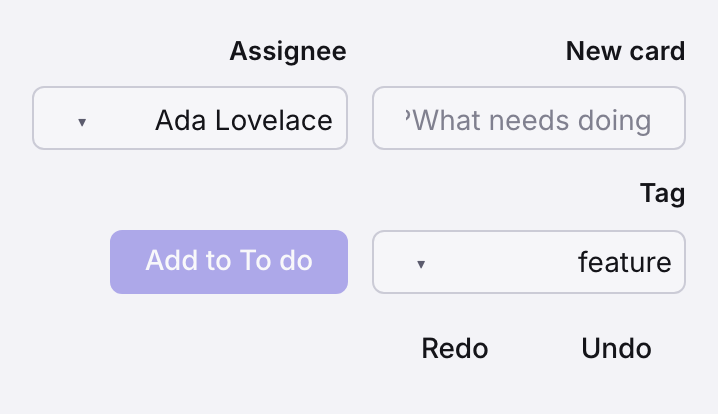 New card
?What needs doing
Assignee
Ada Lovelace
Tag
feature
Add to To do
Undo
Redo